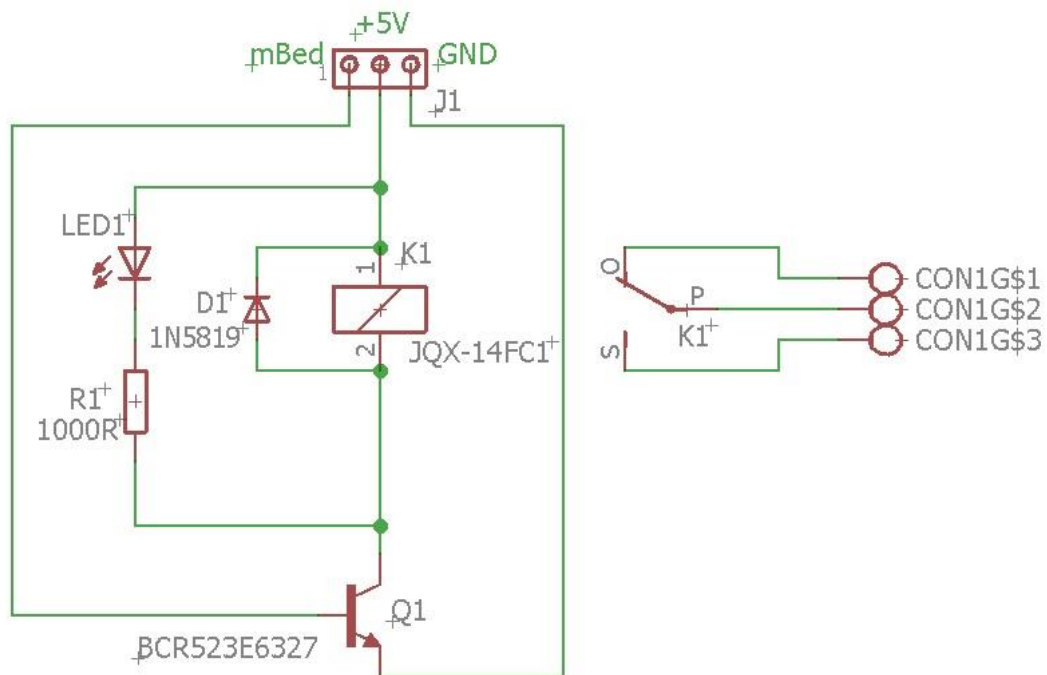 +5V
mBed
GND
1
J1
LED1
K1
1
D1
1N5819
2
JQX-14FC1
R1
1000R
Q1
BCR523E6327
O
P
K1
S
CON1G$1
CON1G$2
CON1G$3